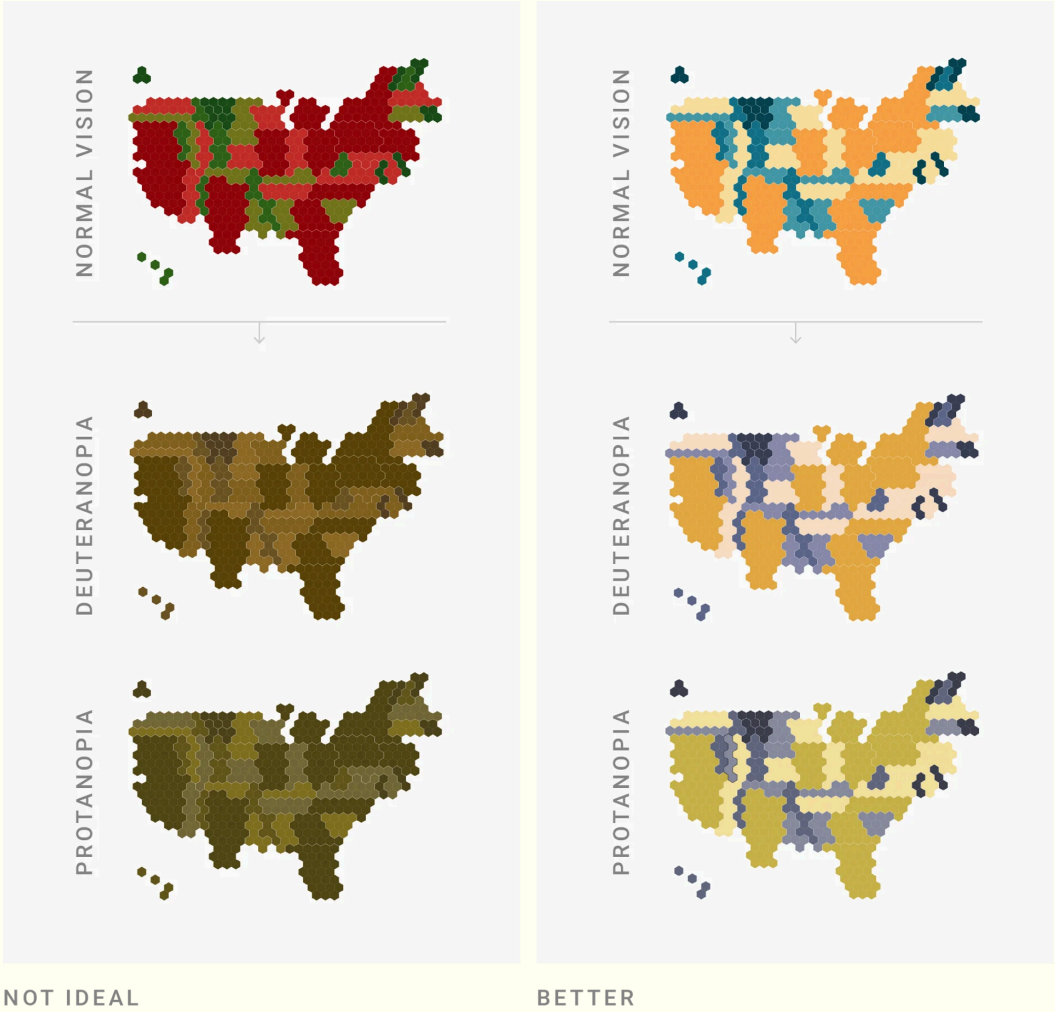 NORMAL VISION
DEUTERANOPIA
PROTANOPIA
NOT IDEAL
NORMAL VISION
DEUTERANOPIA
PROTANOPIA
BETTER